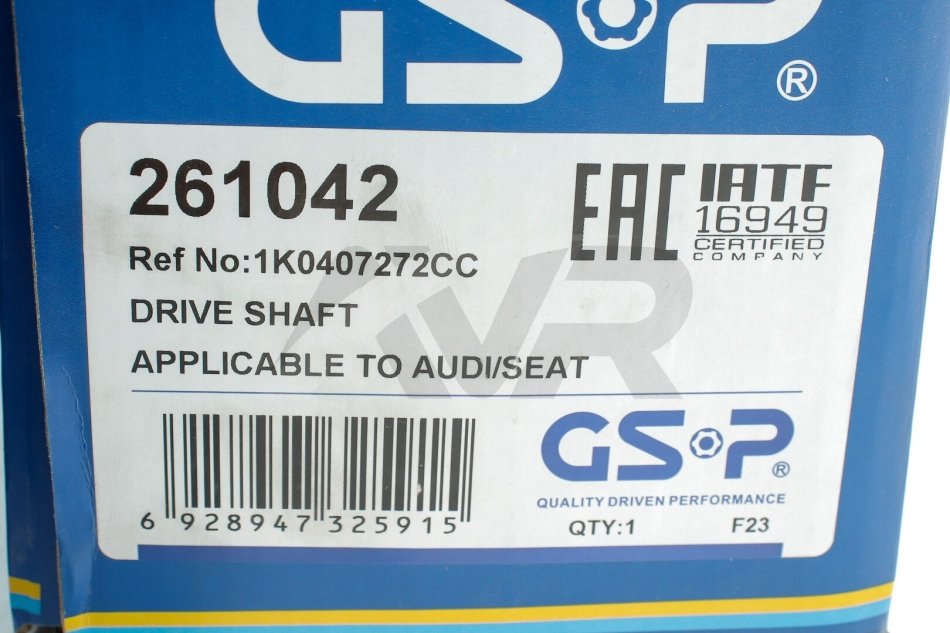 GSP®
261042
EAC
IATF
16949
CERTIFIED
COMPANY
Ref No:1K0407272CC
DRIVE SHAFT
APPLICABLE TO AUDI/SEAT
VR
6 928947 325915
GSP®
QUALITY DRIVEN PERFORMANCE
QTY:1 F23